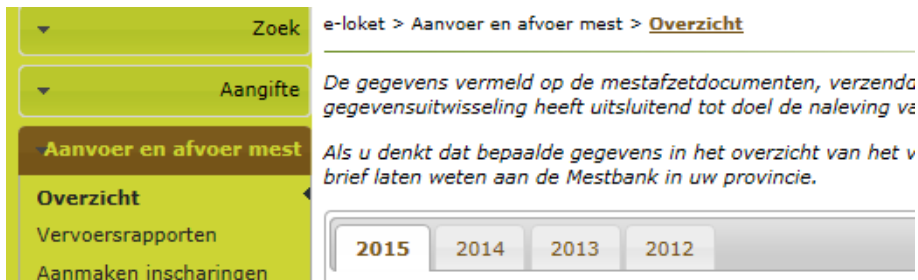 Zoek
Aangifte
Aanvoer en afvoer mest
Overzicht
Vervoersrapporten
Aanmaken inscharingen
e-loket > Aanvoer en afvoer mest > Overzicht
De gegevens vermeld op de mestafzetdocumenten,
gegevensuitwisseling heeft uitsluitend tot doel de naleving
Als u denkt dat bepaalde gegevens in het overzicht van het
brief laten weten aan de Mestbank in uw provincie.
2015 2014 2013 2012